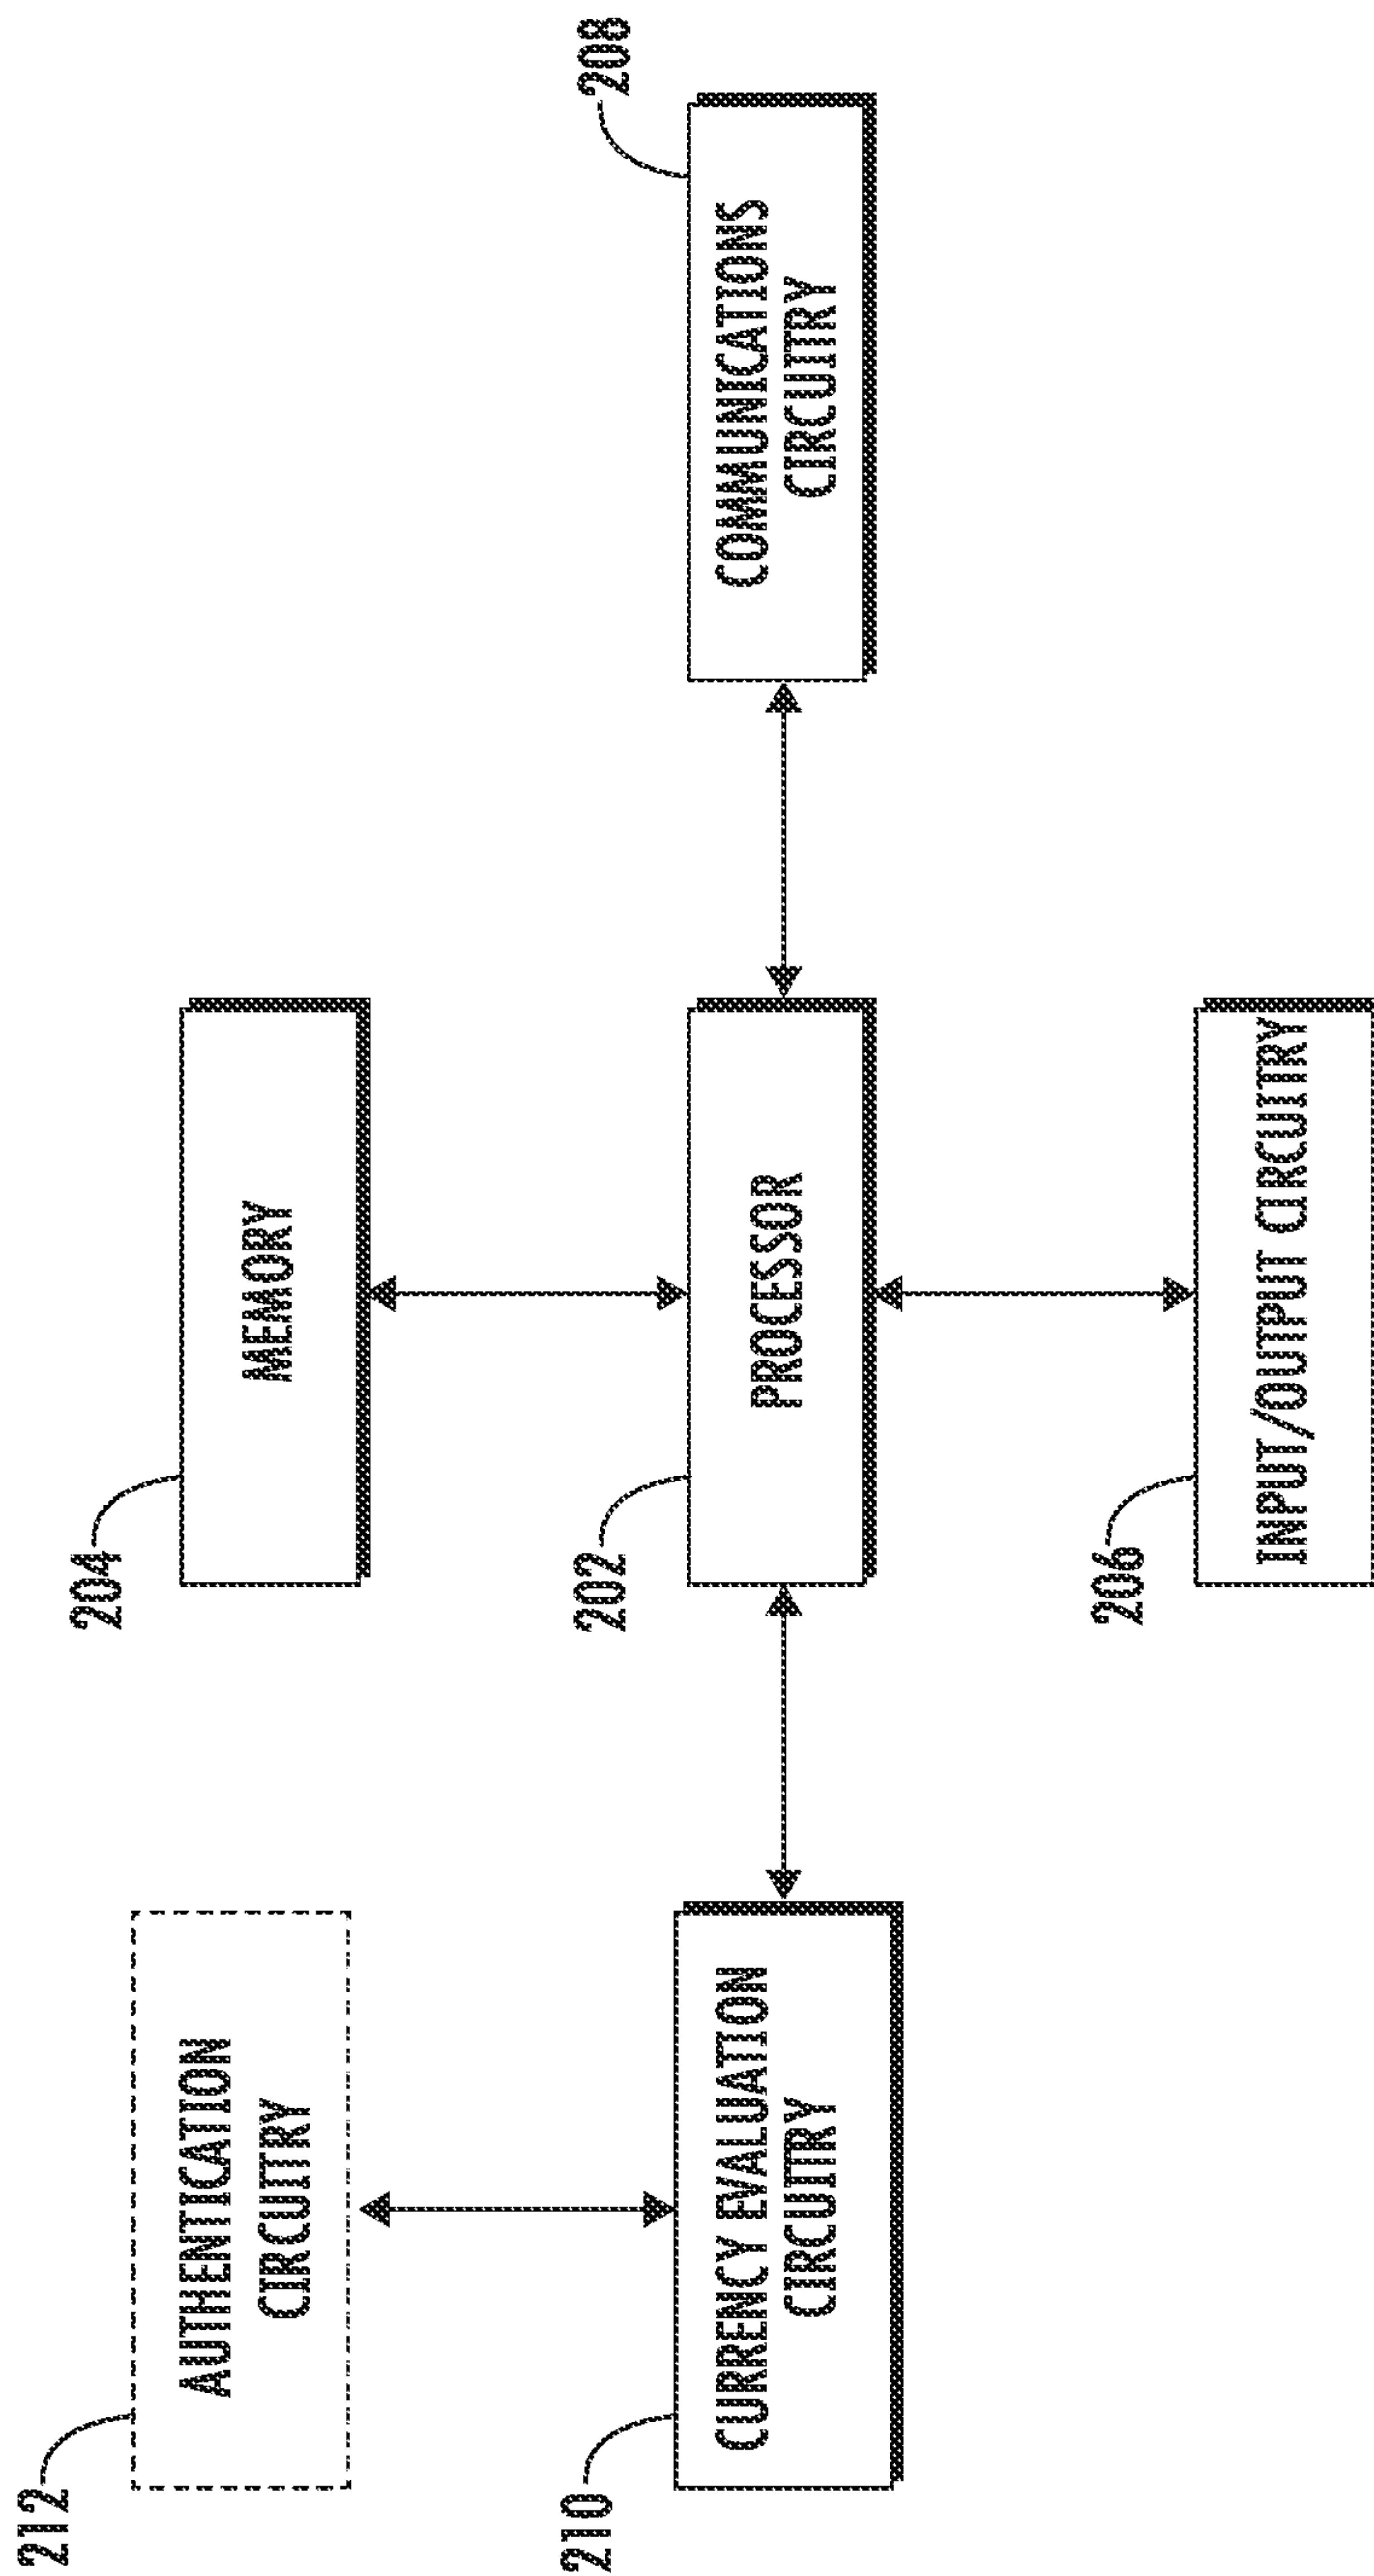 212
AUTHENTICATION
CIRCUITRY
204
MEMORY
210
CURRENCY EVALUATION
CIRCUITRY
202
PROCESSOR
208
COMMUNICATIONS
CIRCUITRY
206
INPUT/OUTPUT CIRCUITRY